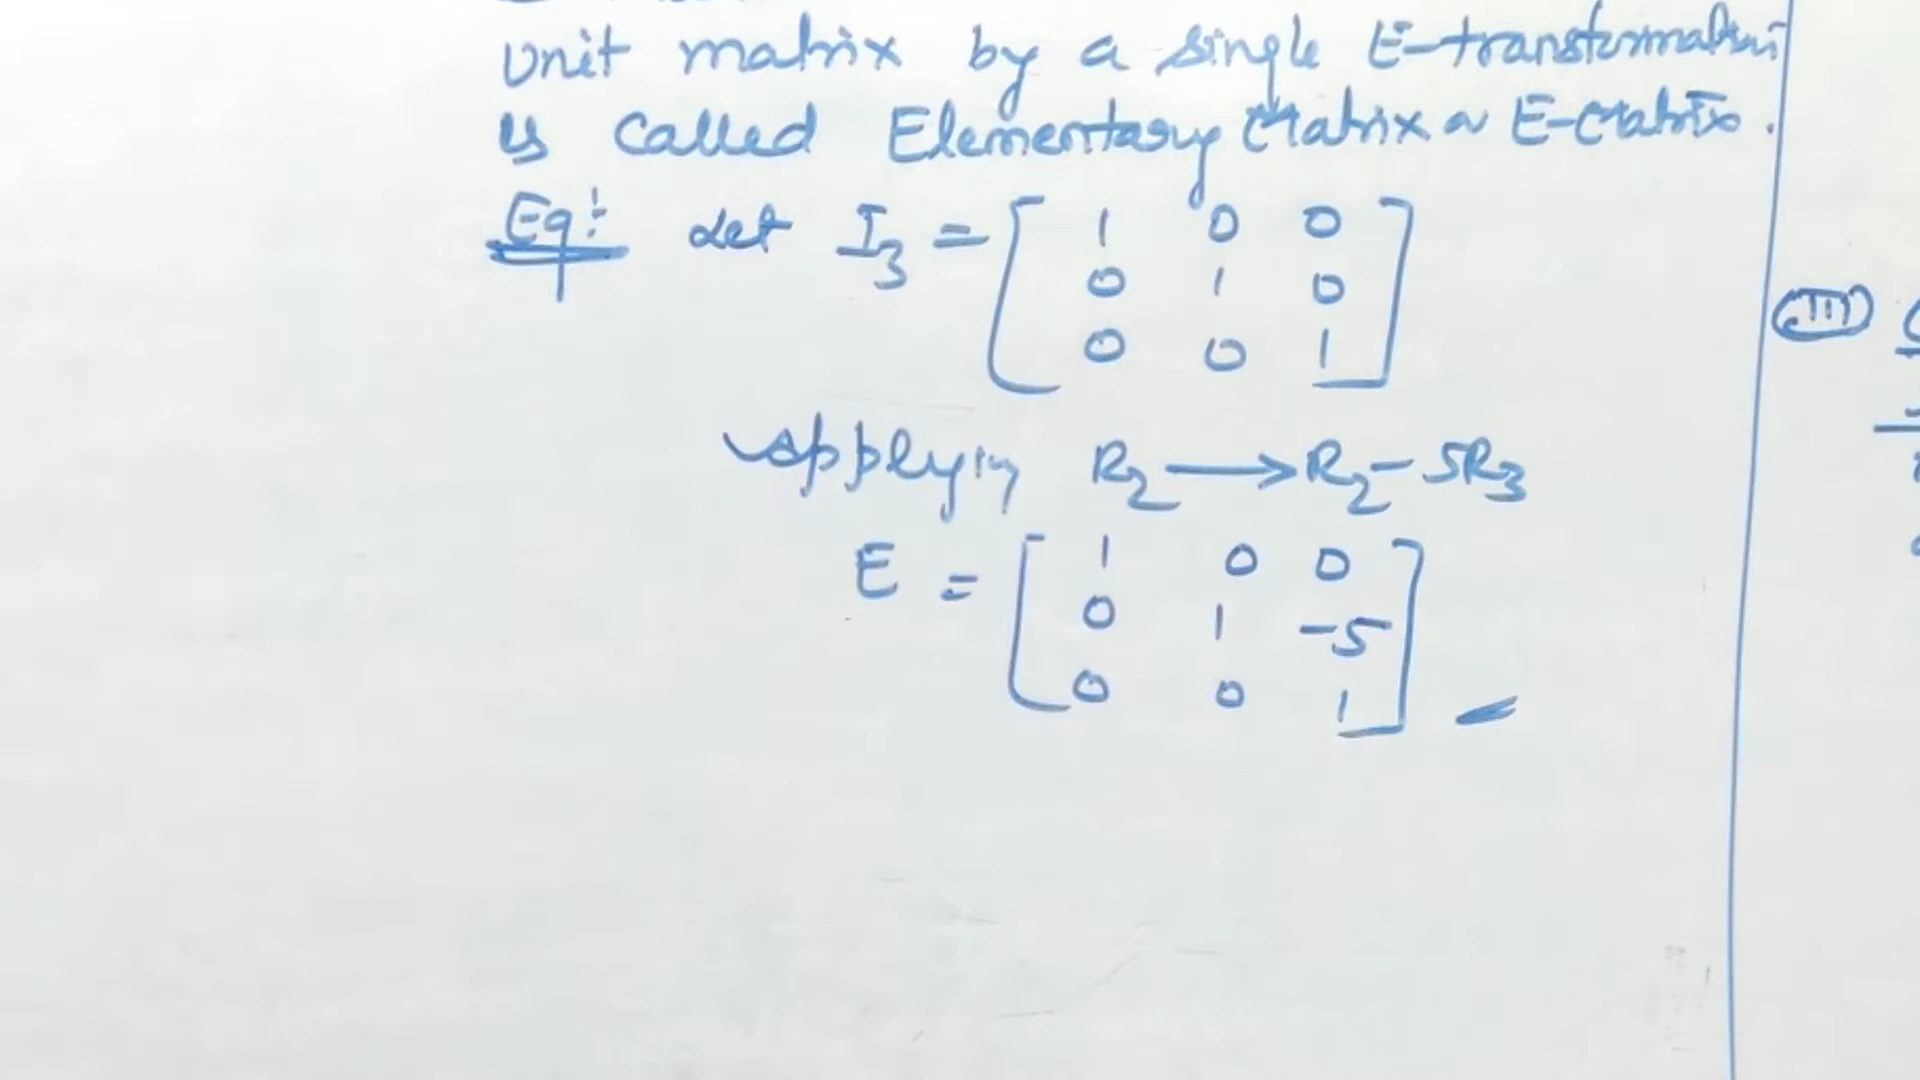 Unit matrix by a single E-transformation
is called Elementary Matrix or E-Matrix.
Eg: Let I₃ = [ 1 0 0
0 1 0
0 0 1 ]
Applying R₂ → R₂ - 5R₃
E = [ 1 0 0
0 1 -5
0 0 1 ]
(III)